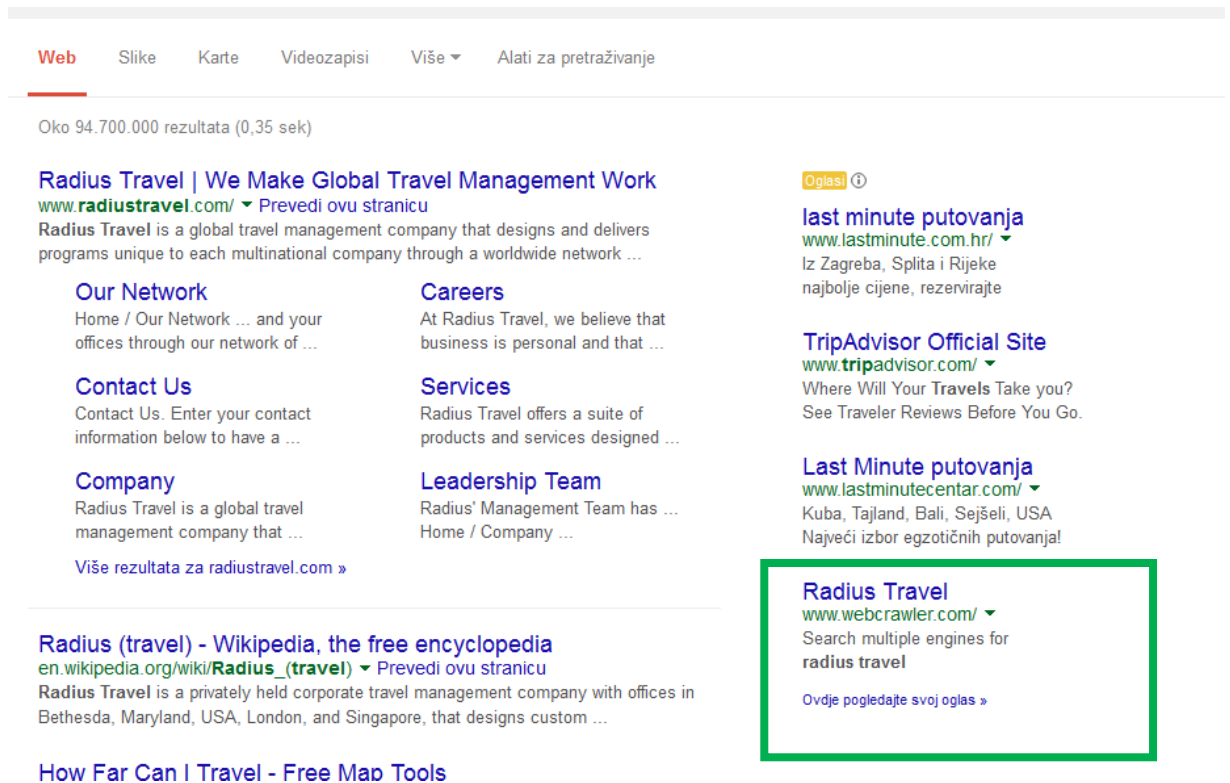 Web Slike Karte Videozapisi Više Alati za pretraživanje
Oko 94.700.000 rezultata (0,35 sek)
Radius Travel | We Make Global Travel Management Work
www.radiustravel.com/ Prevedi ovu stranicu
Radius Travel is a global travel management company that designs and delivers
programs unique to each multinational company through a worldwide network ...
Our Network
Home / Our Network ... and your
offices through our network of ...
Careers
At Radius Travel, we believe that
business is personal and that ...
Contact Us
Contact Us. Enter your contact
information below to have a ...
Services
Radius Travel offers a suite of
products and services designed ...
Company
Radius Travel is a global travel
management company that ...
Leadership Team
Radius' Management Team has ...
Home / Company ...
Više rezultata za radiustravel.com »
Radius (travel) - Wikipedia, the free encyclopedia
en.wikipedia.org/wiki/Radius_(travel) Prevedi ovu stranicu
Radius Travel is a privately held corporate travel management company with offices in
Bethesda, Maryland, USA, London, and Singapore, that designs custom ...
How Far Can I Travel - Free Map Tools
Oglasi
last minute putovanja
www.lastminute.com.hr/
Iz Zagreba, Splita i Rijeke
najbolje cijene, rezervirajte
TripAdvisor Official Site
www.tripadvisor.com/
Where Will Your Travels Take you?
See Traveler Reviews Before You Go.
Last Minute putovanja
www.lastminutecentar.com/
Kuba, Tajland, Bali, Sejšeli, USA
Najveći izbor egzotičnih putovanja!
Radius Travel
www.webcrawler.com/
Search multiple engines for
radius travel
Ovdje pogledajte svoj oglas »